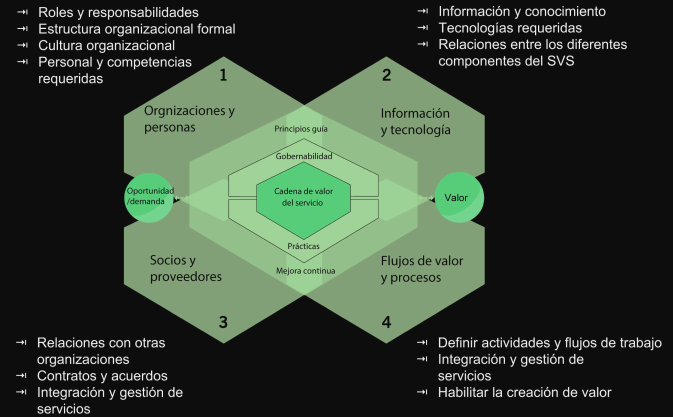 → Roles y responsabilidades
→ Estructura organizacional formal
→ Cultura organizacional
→ Personal y competencias
requeridas
→ Información y conocimiento
→ Tecnologías requeridas
→ Relaciones entre los diferentes
componentes del SVS
1
2
Orgnizaciones y
personas
Información
y tecnología
Principios guía
Gobernabilidad
Oportunidad
/demanda
Cadena de valor
del servicio
Valor
Prácticas
Mejora continua
Socios y
proveedores
Flujos de valor
y procesos
3
4
→ Relaciones con otras
organizaciones
→ Contratos y acuerdos
→ Integración y gestión de
servicios
→ Definir actividades y flujos de trabajo
→ Integración y gestión de
servicios
→ Habilitar la creación de valor